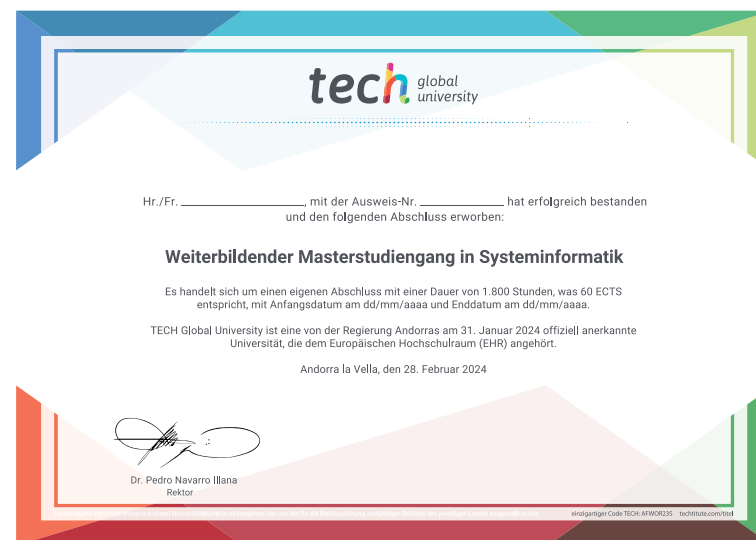 tech global
university
Hr./Fr. ____________________, mit der Ausweis-Nr. ______________ hat erfolgreich bestanden
und den folgenden Abschluss erworben:
Weiterbildender Masterstudiengang in Systeminformatik
Es handelt sich um einen eigenen Abschluss mit einer Dauer von 1.800 Stunden, was 60 ECTS
entspricht, mit Anfangsdatum am dd/mm/aaaa und Enddatum am dd/mm/aaaa.
TECH Global University ist eine von der Regierung Andorras am 31. Januar 2024 offiziell anerkannte
Universität, die dem Europäischen Hochschulraum (EHR) angehört.
Andorra la Vella, den 28. Februar 2024
Dr. Pedro Navarro Illana
Rektor
einzigartiger Code TECH: AFWOR23S techtitute.com/titel